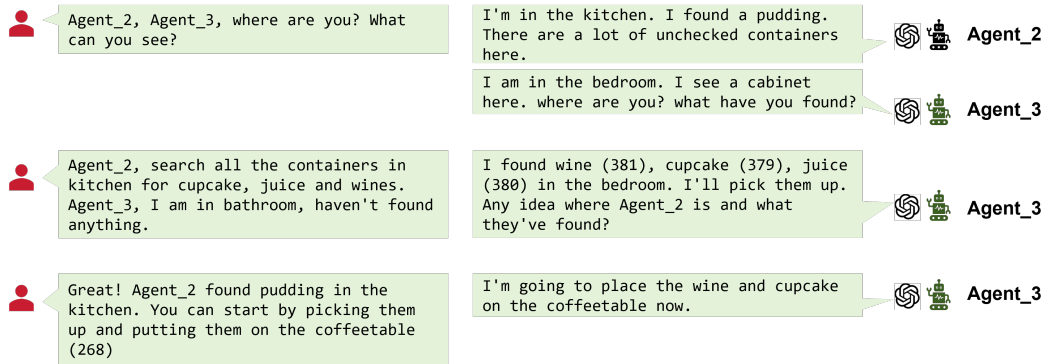 Agent_2, Agent_3, where are you? What
can you see?
I'm in the kitchen. I found a pudding.
There are a lot of unchecked containers
here.
Agent_2
I am in the bedroom. I see a cabinet
here. where are you? what have you found?
Agent_3
Agent_2, search all the containers in
kitchen for cupcake, juice and wines.
Agent_3, I am in bathroom, haven't found
anything.
I found wine (381), cupcake (379), juice
(380) in the bedroom. I'll pick them up.
Any idea where Agent_2 is and what
they've found?
Agent_3
Great! Agent_2 found pudding in the
kitchen. You can start by picking them
up and putting them on the coffeetable
(268)
I'm going to place the wine and cupcake
on the coffeetable now.
Agent_3